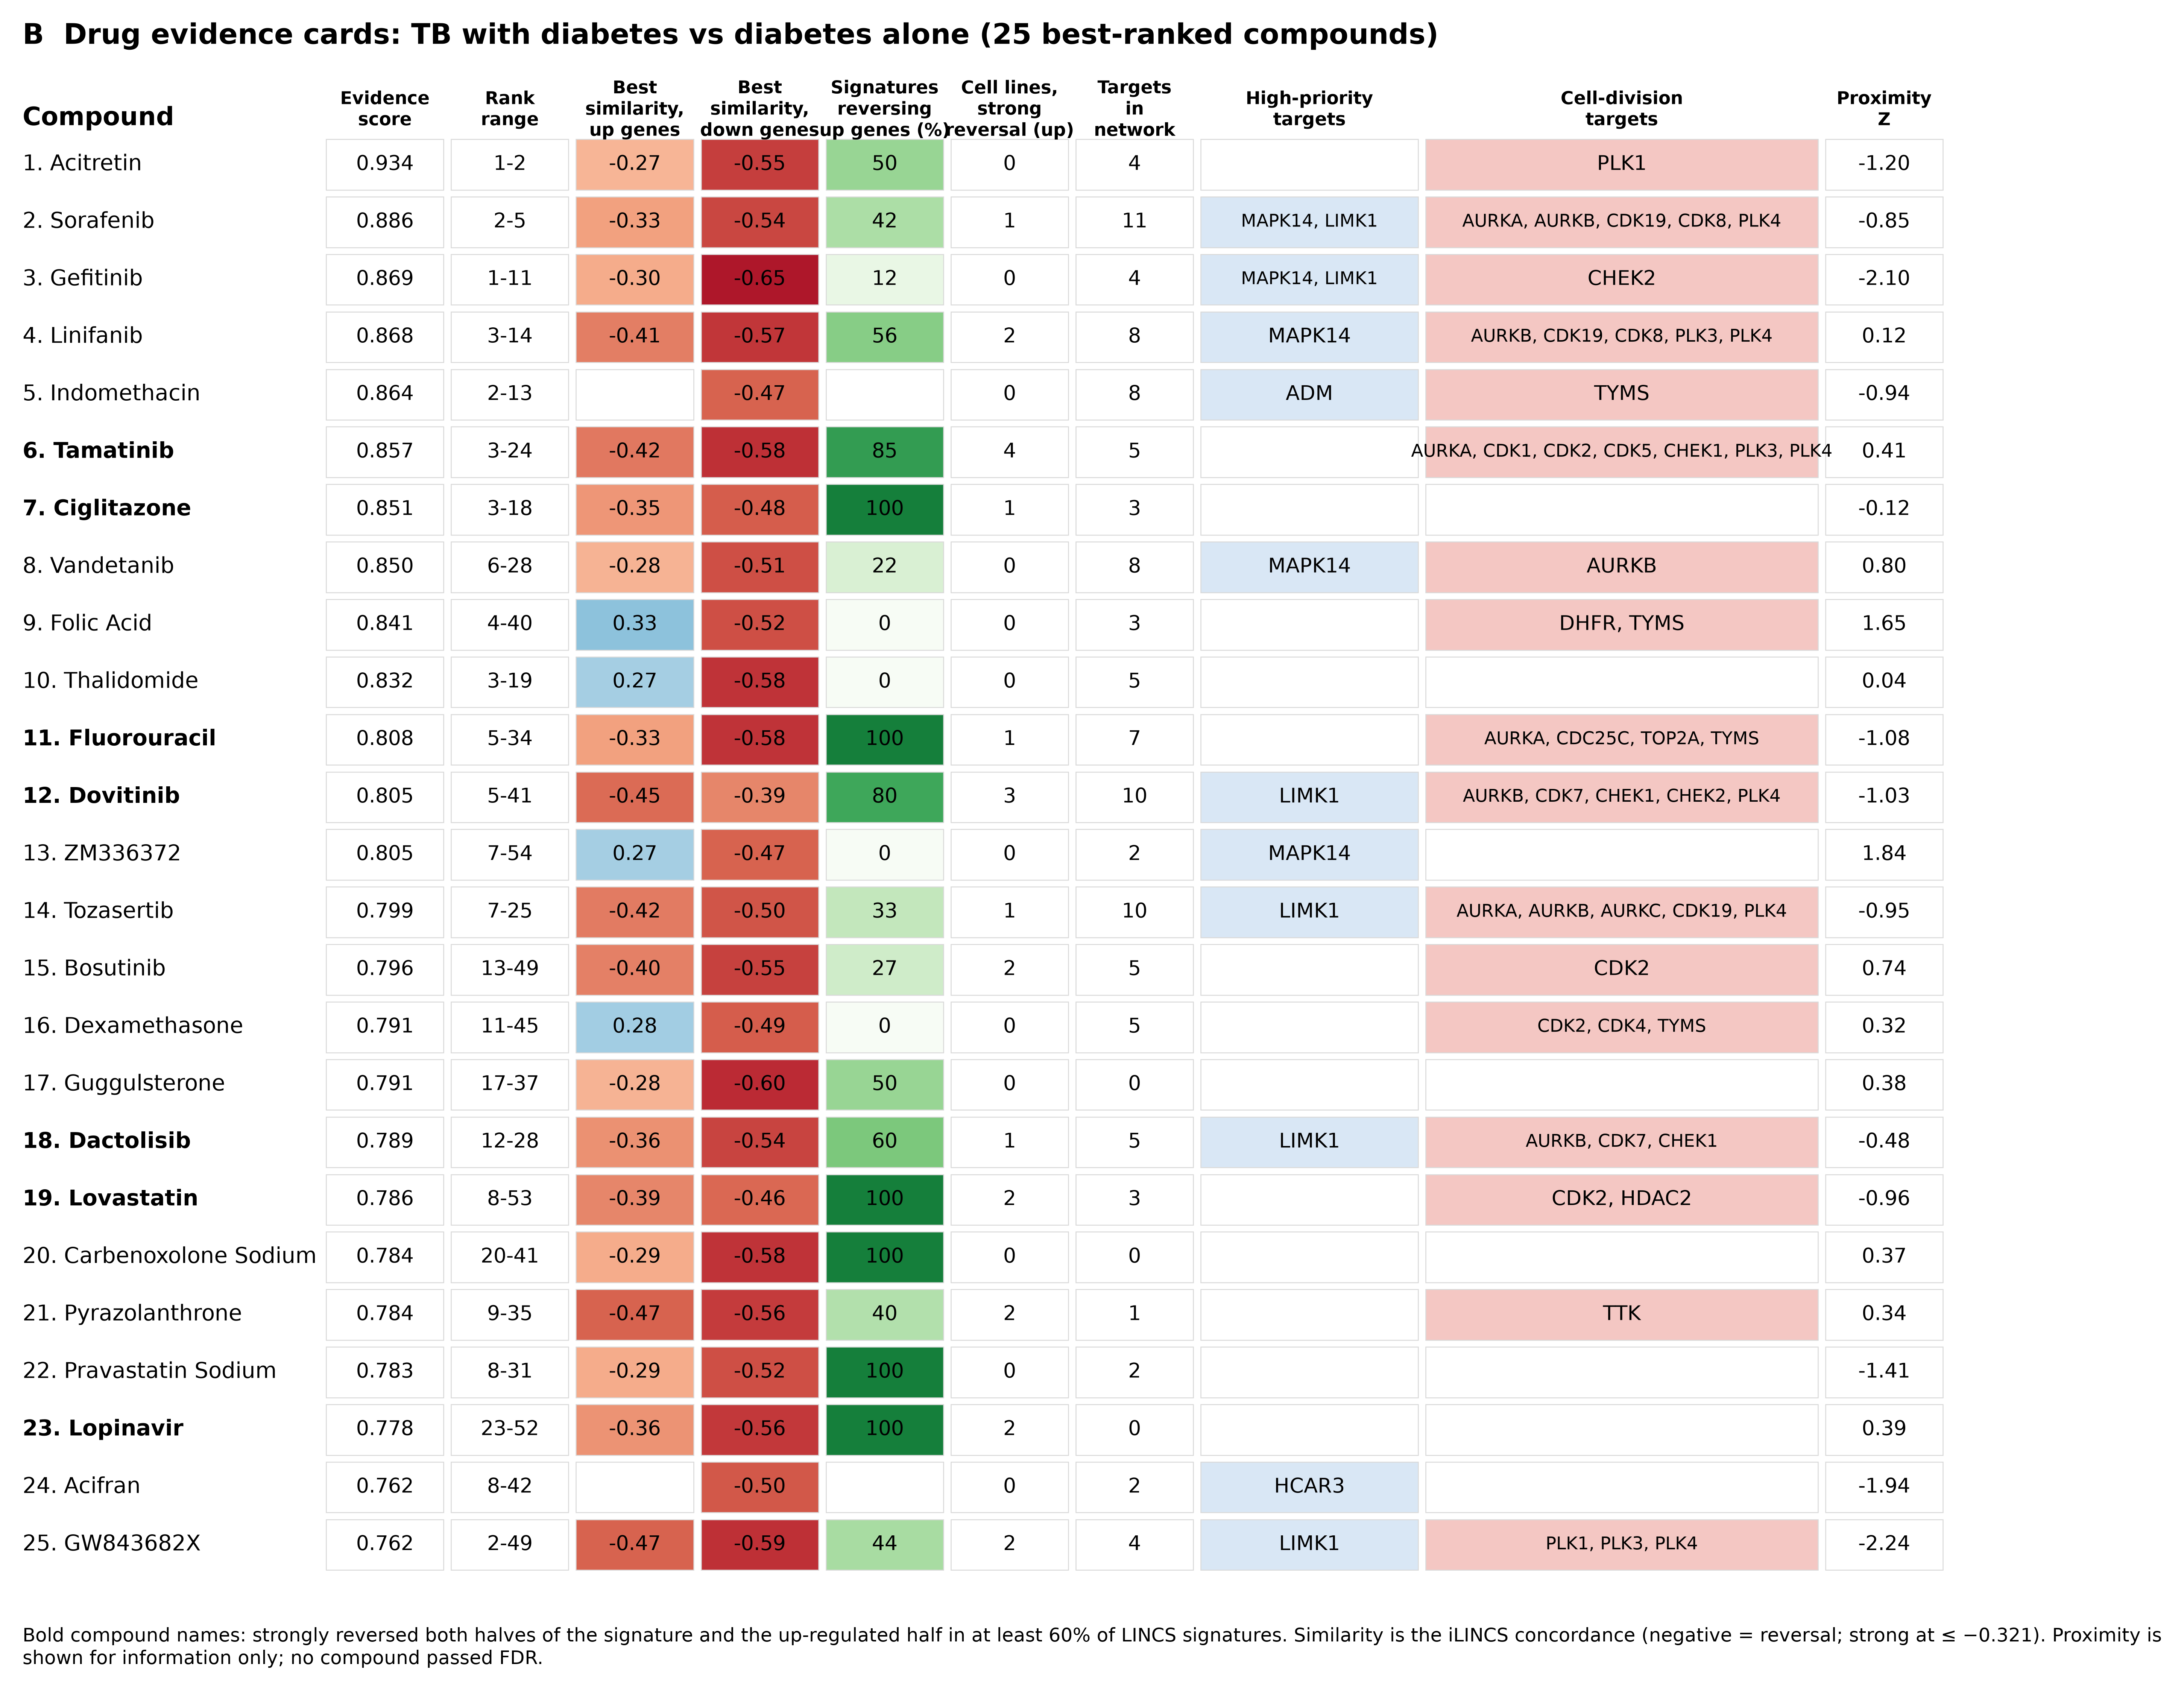 B Drug evidence cards: TB with diabetes vs diabetes alone (25 best-ranked compounds)
Compound Evidence score Rank range Best similarity, up genes Best similarity, down genes Signatures reversing up genes (%) Cell lines, strong reversal (up) Targets in network High-priority targets Cell-division targets Proximity Z
1. Acitretin 0.934 1-2 -0.27 -0.55 50 0 4 PLK1 -1.20
2. Sorafenib 0.886 2-5 -0.33 -0.54 42 1 11 MAPK14, LIMK1 AURKA, AURKB, CDK19, CDK8, PLK4 -0.85
3. Gefitinib 0.869 1-11 -0.30 -0.65 12 0 4 MAPK14, LIMK1 CHEK2 -2.10
4. Linifanib 0.868 3-14 -0.41 -0.57 56 2 8 MAPK14 AURKB, CDK19, CDK8, PLK3, PLK4 0.12
5. Indomethacin 0.864 2-13 -0.47 0 8 ADM TYMS -0.94
6. Tamatinib 0.857 3-24 -0.42 -0.58 85 4 5 AURKA, CDK1, CDK2, CDK5, CHEK1, PLK3, PLK4 0.41
7. Ciglitazone 0.851 3-18 -0.35 -0.48 100 1 3 -0.12
8. Vandetanib 0.850 6-28 -0.28 -0.51 22 0 8 MAPK14 AURKB 0.80
9. Folic Acid 0.841 4-40 0.33 -0.52 0 0 3 DHFR, TYMS 1.65
10. Thalidomide 0.832 3-19 0.27 -0.58 0 0 5 0.04
11. Fluorouracil 0.808 5-34 -0.33 -0.58 100 1 7 AURKA, CDC25C, TOP2A, TYMS -1.08
12. Dovitinib 0.805 5-41 -0.45 -0.39 80 3 10 LIMK1 AURKB, CDK7, CHEK1, CHEK2, PLK4 -1.03
13. ZM336372 0.805 7-54 0.27 -0.47 0 0 2 MAPK14 1.84
14. Tozasertib 0.799 7-25 -0.42 -0.50 33 1 10 LIMK1 AURKA, AURKB, AURKC, CDK19, PLK4 -0.95
15. Bosutinib 0.796 13-49 -0.40 -0.55 27 2 5 CDK2 0.74
16. Dexamethasone 0.791 11-45 0.28 -0.49 0 0 5 CDK2, CDK4, TYMS 0.32
17. Guggulsterone 0.791 17-37 -0.28 -0.60 50 0 0 0.38
18. Dactolisib 0.789 12-28 -0.36 -0.54 60 1 5 LIMK1 AURKB, CDK7, CHEK1 -0.48
19. Lovastatin 0.786 8-53 -0.39 -0.46 100 2 3 CDK2, HDAC2 -0.96
20. Carbenoxolone Sodium 0.784 20-41 -0.29 -0.58 100 0 0 0.37
21. Pyrazolanthrone 0.784 9-35 -0.47 -0.56 40 2 1 TTK 0.34
22. Pravastatin Sodium 0.783 8-31 -0.29 -0.52 100 0 2 -1.41
23. Lopinavir 0.778 23-52 -0.36 -0.56 100 2 0 0.39
24. Acifran 0.762 8-42 -0.50 0 2 HCAR3 -1.94
25. GW843682X 0.762 2-49 -0.47 -0.59 44 2 4 LIMK1 PLK1, PLK3, PLK4 -2.24
Bold compound names: strongly reversed both halves of the signature and the up-regulated half in at least 60% of LINCS signatures. Similarity is the iLINCS concordance (negative = reversal; strong at ≤ −0.321). Proximity is
shown for information only; no compound passed FDR.